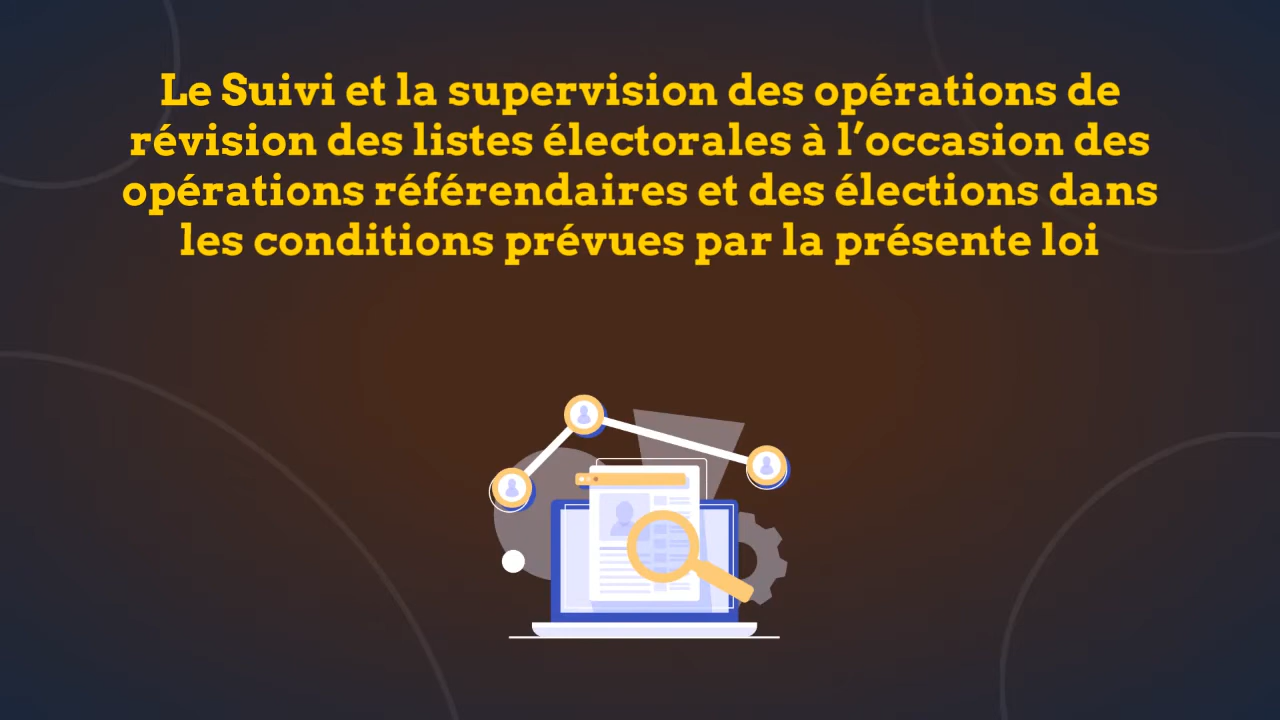 Le Suivi et la supervision des opérations de
révision des listes électorales à l’occasion des
opérations référendaires et des élections dans
les conditions prévues par la présente loi